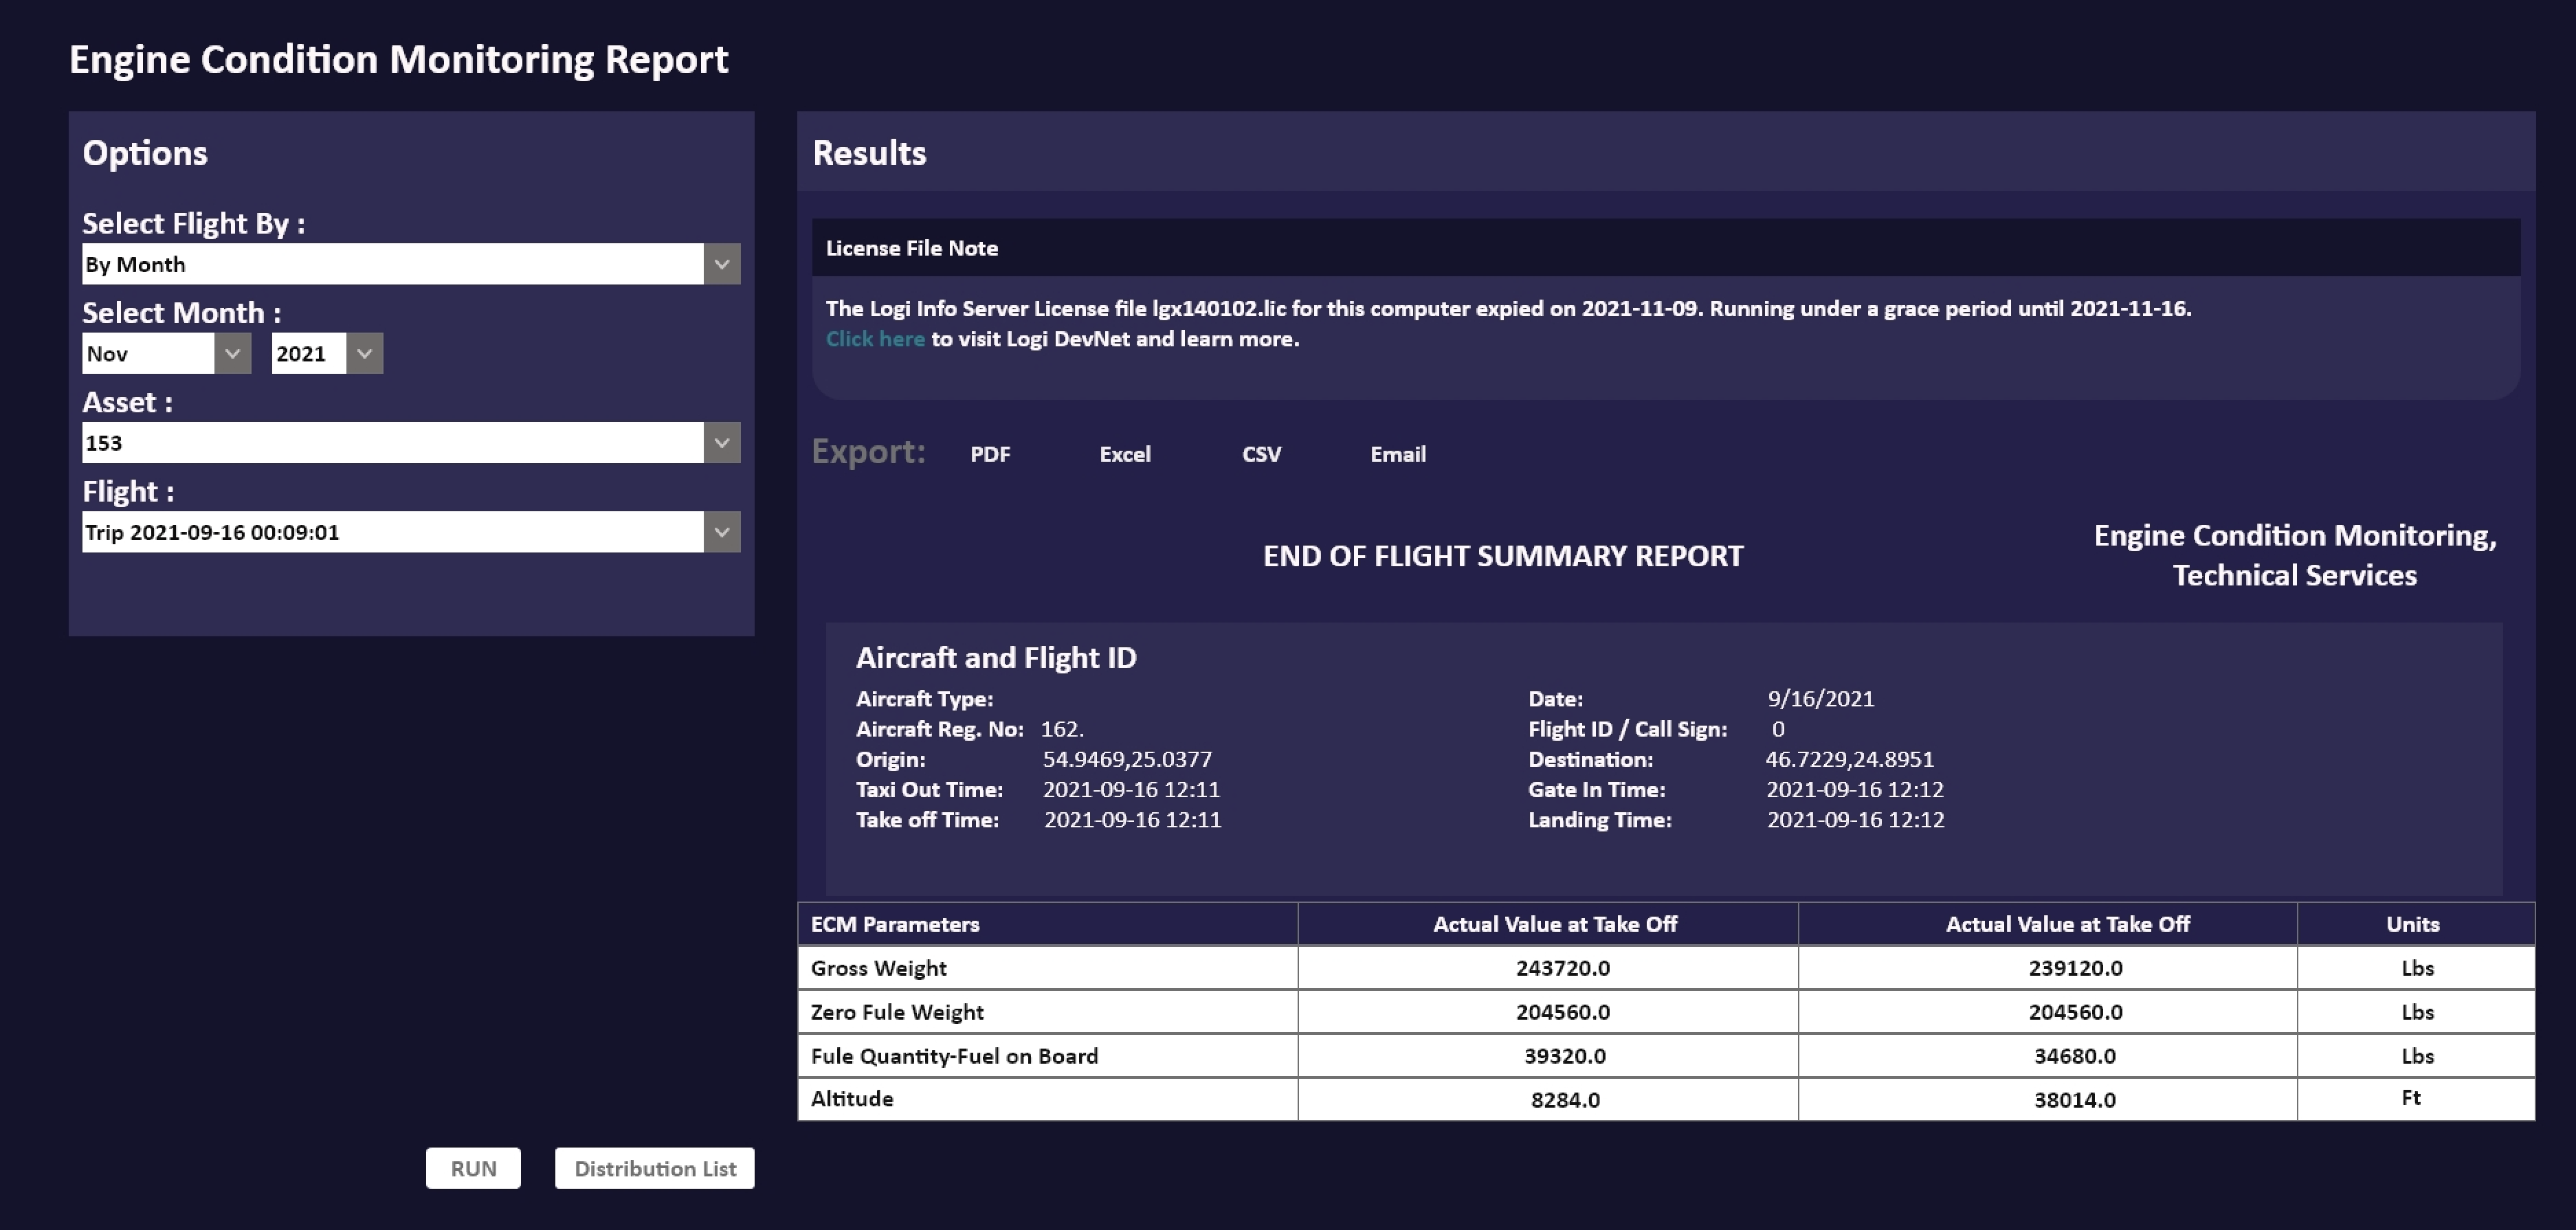 Engine Condition Monitoring Report
Options
Select Flight By :
By Month
Select Month :
Nov 2021
Asset :
153
Flight :
Trip 2021-09-16 00:09:01
RUN Distribution List
Results
License File Note
The Logi Info Server License file lgx140102.lic for this computer expied on 2021-11-09. Running under a grace period until 2021-11-16.
Click here to visit Logi DevNet and learn more.
Export: PDF Excel CSV Email
END OF FLIGHT SUMMARY REPORT
Engine Condition Monitoring,
Technical Services
Aircraft and Flight ID
Aircraft Type: Date: 9/16/2021
Aircraft Reg. No: 162. Flight ID / Call Sign: 0
Origin: 54.9469,25.0377 Destination: 46.7229,24.8951
Taxi Out Time: 2021-09-16 12:11 Gate In Time: 2021-09-16 12:12
Take off Time: 2021-09-16 12:11 Landing Time: 2021-09-16 12:12
ECM Parameters Actual Value at Take Off Actual Value at Take Off Units
Gross Weight 243720.0 239120.0 Lbs
Zero Fule Weight 204560.0 204560.0 Lbs
Fule Quantity-Fuel on Board 39320.0 34680.0 Lbs
Altitude 8284.0 38014.0 Ft